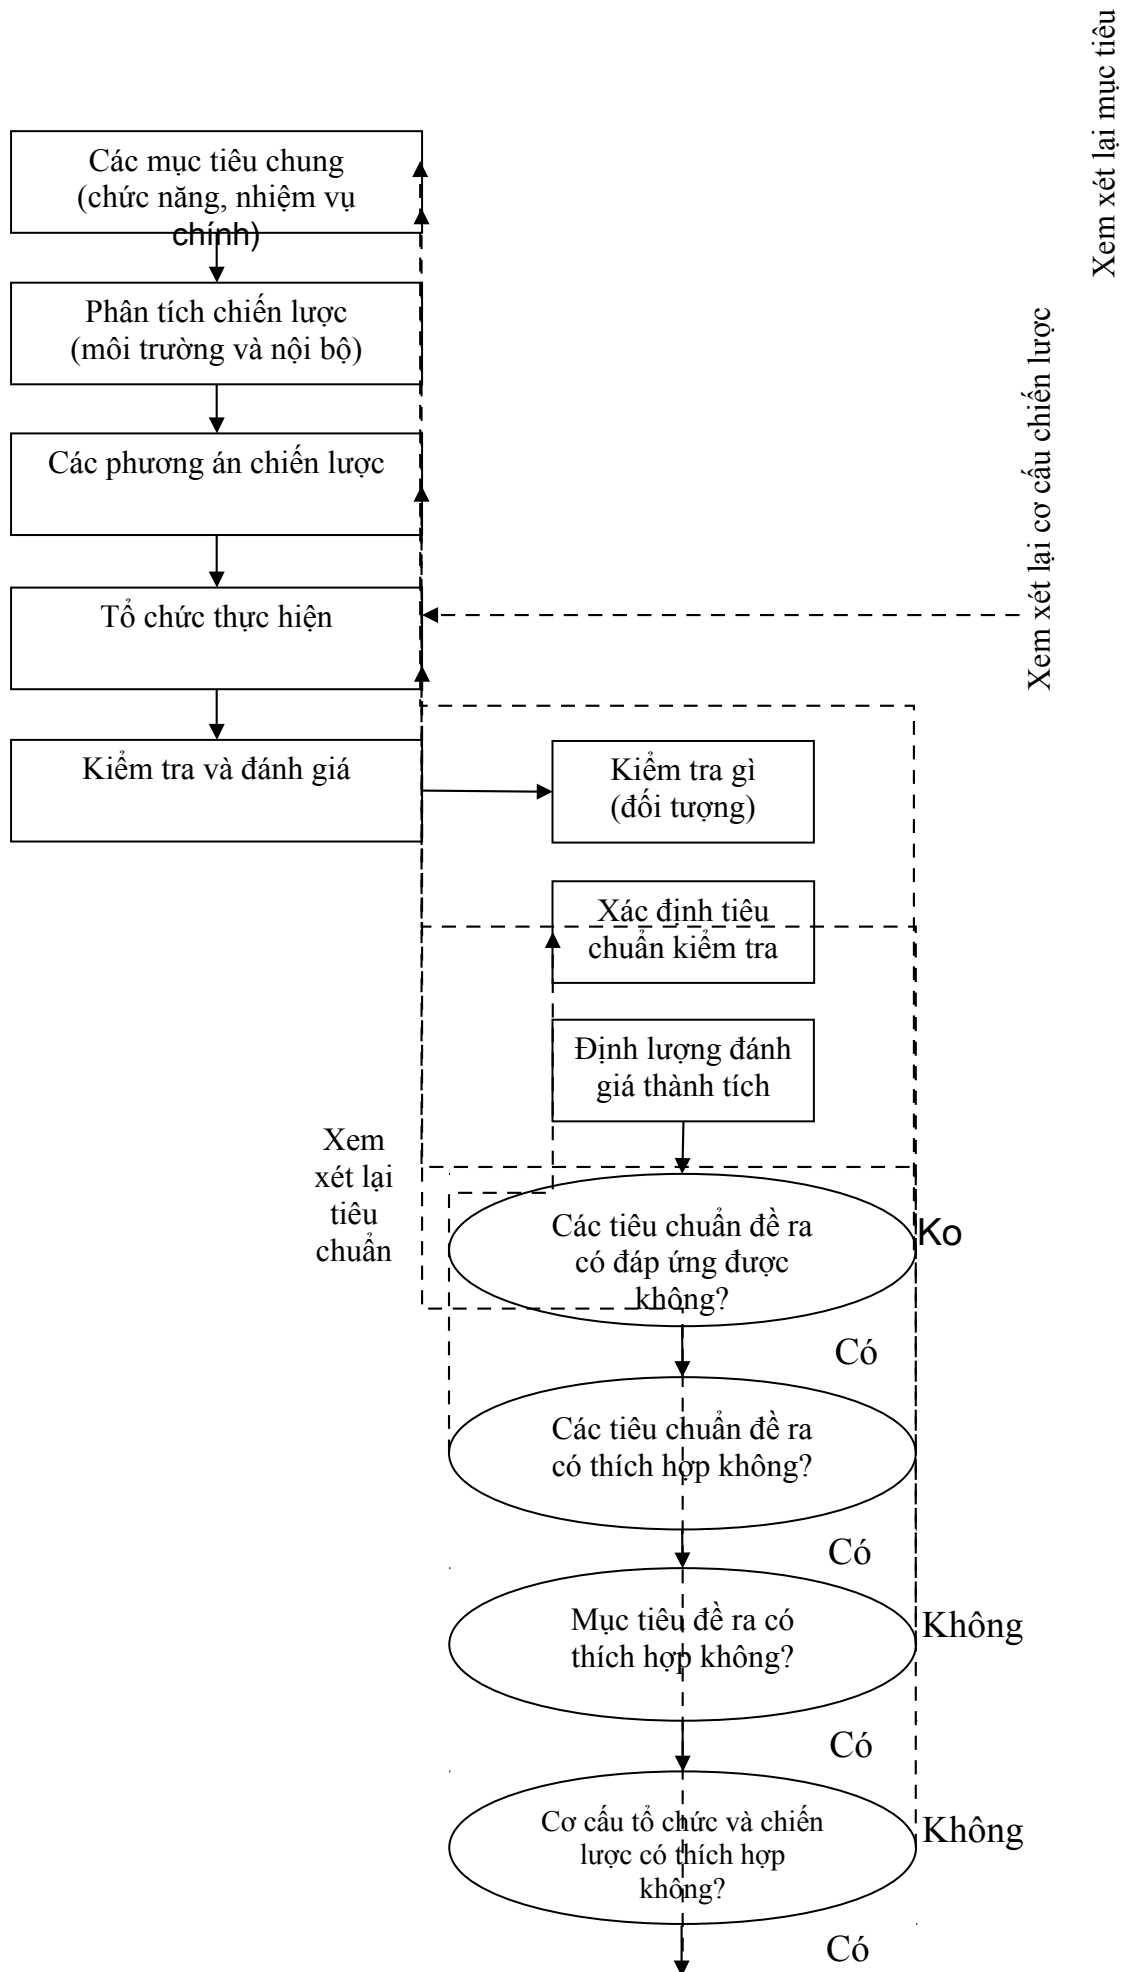 Xem xét lại mục tiêu
Các mục tiêu chung
(chức năng, nhiệm vụ
chính)
Phân tích chiến lược
(môi trường và nội bộ)
Xem xét lại cơ cấu chiến lược
Các phương án chiến lược
Tổ chức thực hiện
Kiểm tra và đánh giá
Kiểm tra gì
(đối tượng)
Xác định tiêu
chuẩn kiểm tra
Định lượng đánh
giá thành tích
Xem
xét lại
tiêu
chuẩn
Các tiêu chuẩn đề ra
có đáp ứng được
không?
Ko
Có
Các tiêu chuẩn đề ra
có thích hợp không?
Có
Mục tiêu đề ra có
thích hợp không?
Không
Có
Cơ cấu tổ chức và chiến
lược có thích hợp
không?
Không
Có